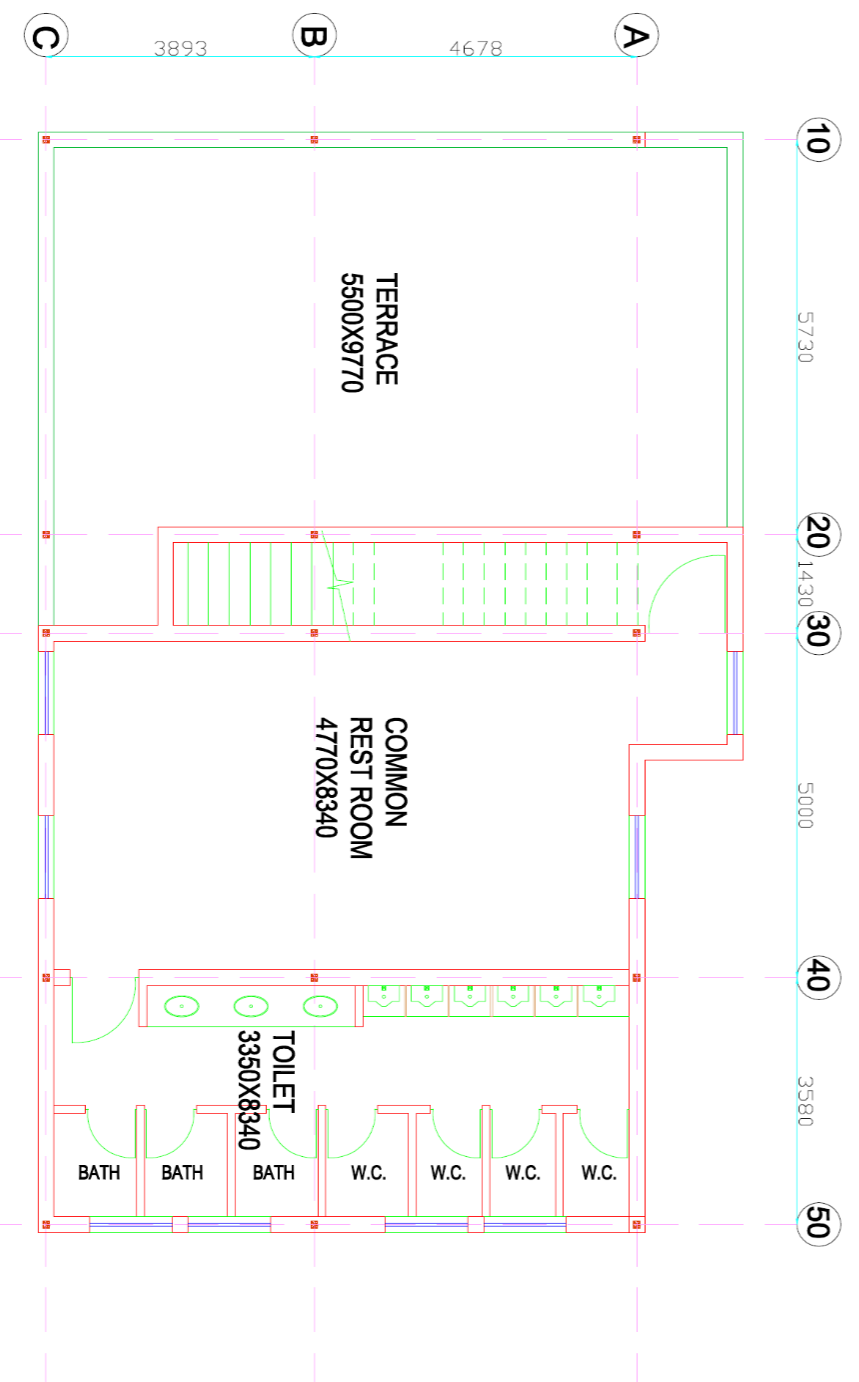 C
3893
B
4678
A
10
5730
20
1430
30
5000
40
3580
50
TERRACE
5500X9770
COMMON
REST ROOM
4770X8340
TOILET
3350X8340
BATH
BATH
BATH
W.C.
W.C.
W.C.
W.C.